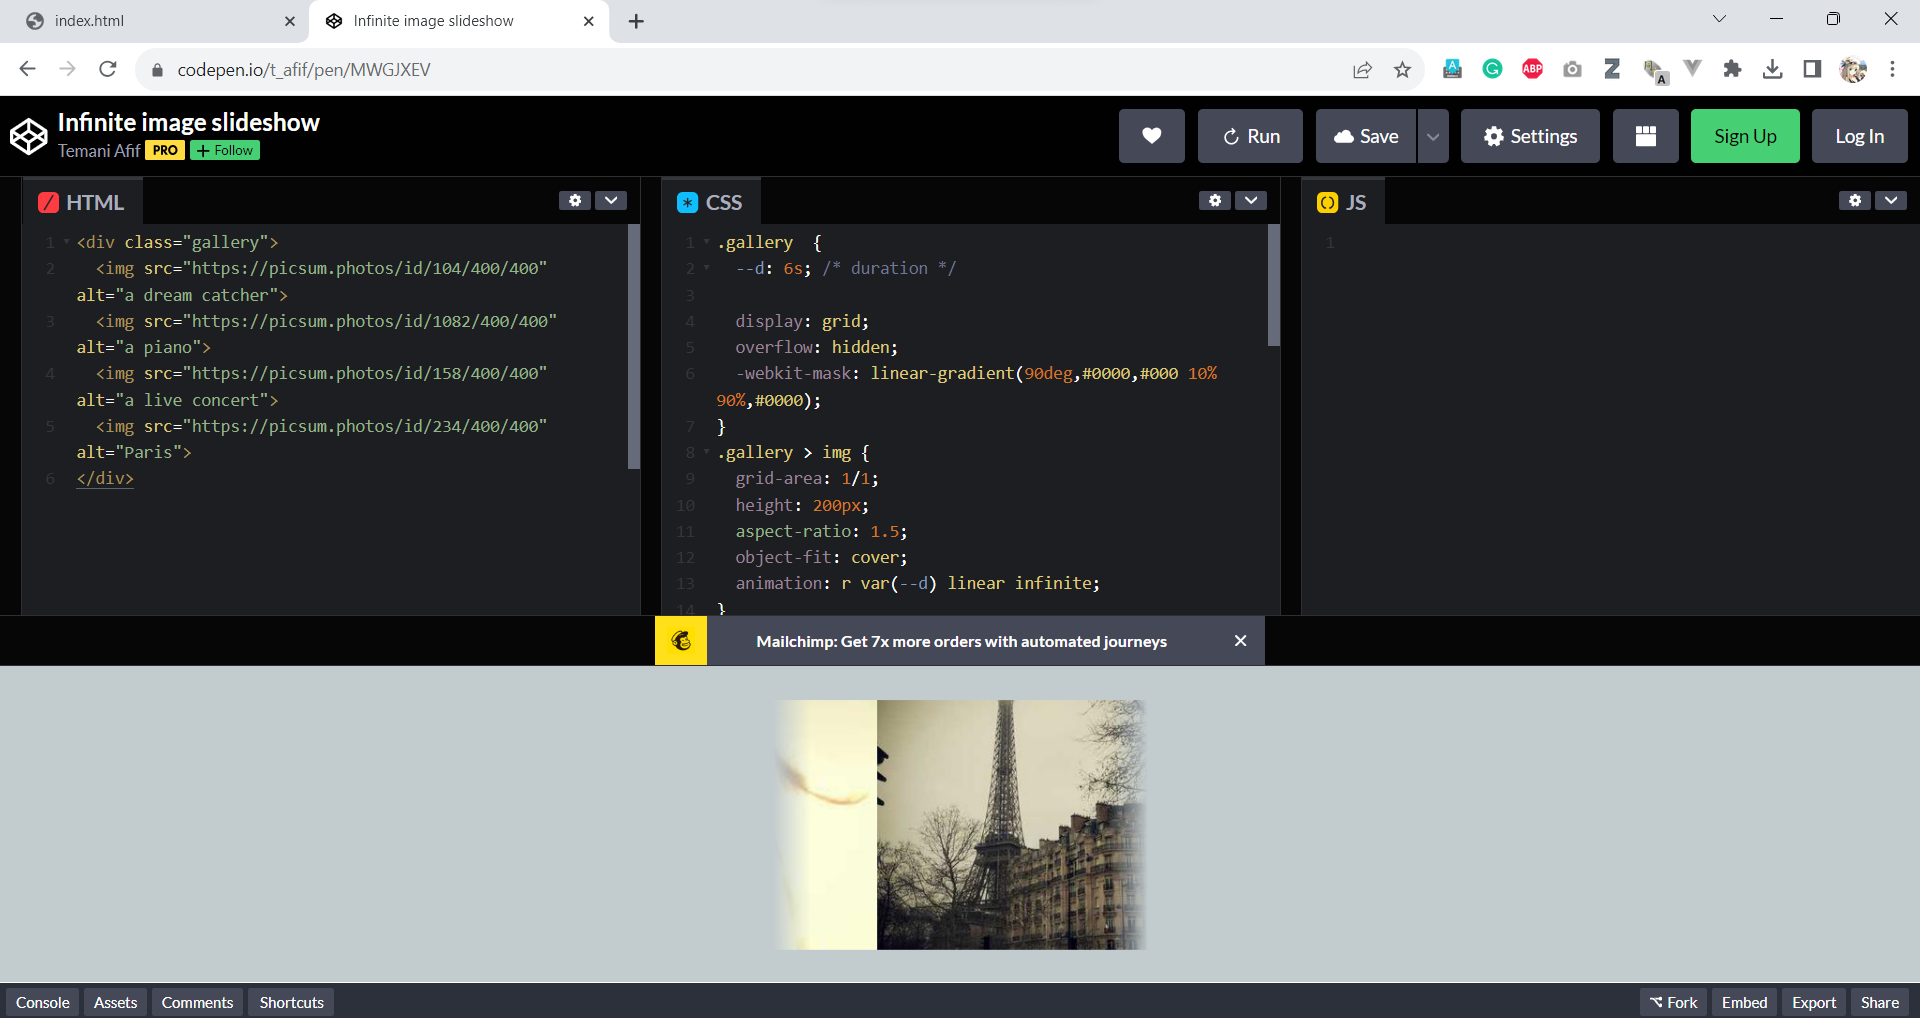 index.html
Infinite image slideshow
codepen.io/t_afif/pen/MWGJXEV
A
G
ABP
Z
A
Infinite image slideshow
Temani Afif PRO + Follow
Run
Save
Settings
Sign Up
Log In
HTML
1 <div class="gallery">
2 <img src="https://picsum.photos/id/104/400/400"
alt="a dream catcher">
3 <img src="https://picsum.photos/id/1082/400/400"
alt="a piano">
4 <img src="https://picsum.photos/id/158/400/400"
alt="a live concert">
5 <img src="https://picsum.photos/id/234/400/400"
alt="Paris">
6 </div>
* CSS
1 .gallery  {
2 --d: 6s; /* duration */
3
4 display: grid;
5 overflow: hidden;
6 -webkit-mask: linear-gradient(90deg,#0000,#000 10%
90%,#0000);
7 }
8 .gallery > img {
9 grid-area: 1/1;
10 height: 200px;
11 aspect-ratio: 1.5;
12 object-fit: cover;
13 animation: r var(--d) linear infinite;
14 }
() JS
1
Mailchimp: Get 7x more orders with automated journeys
Console Assets Comments Shortcuts
Fork Embed Export Share